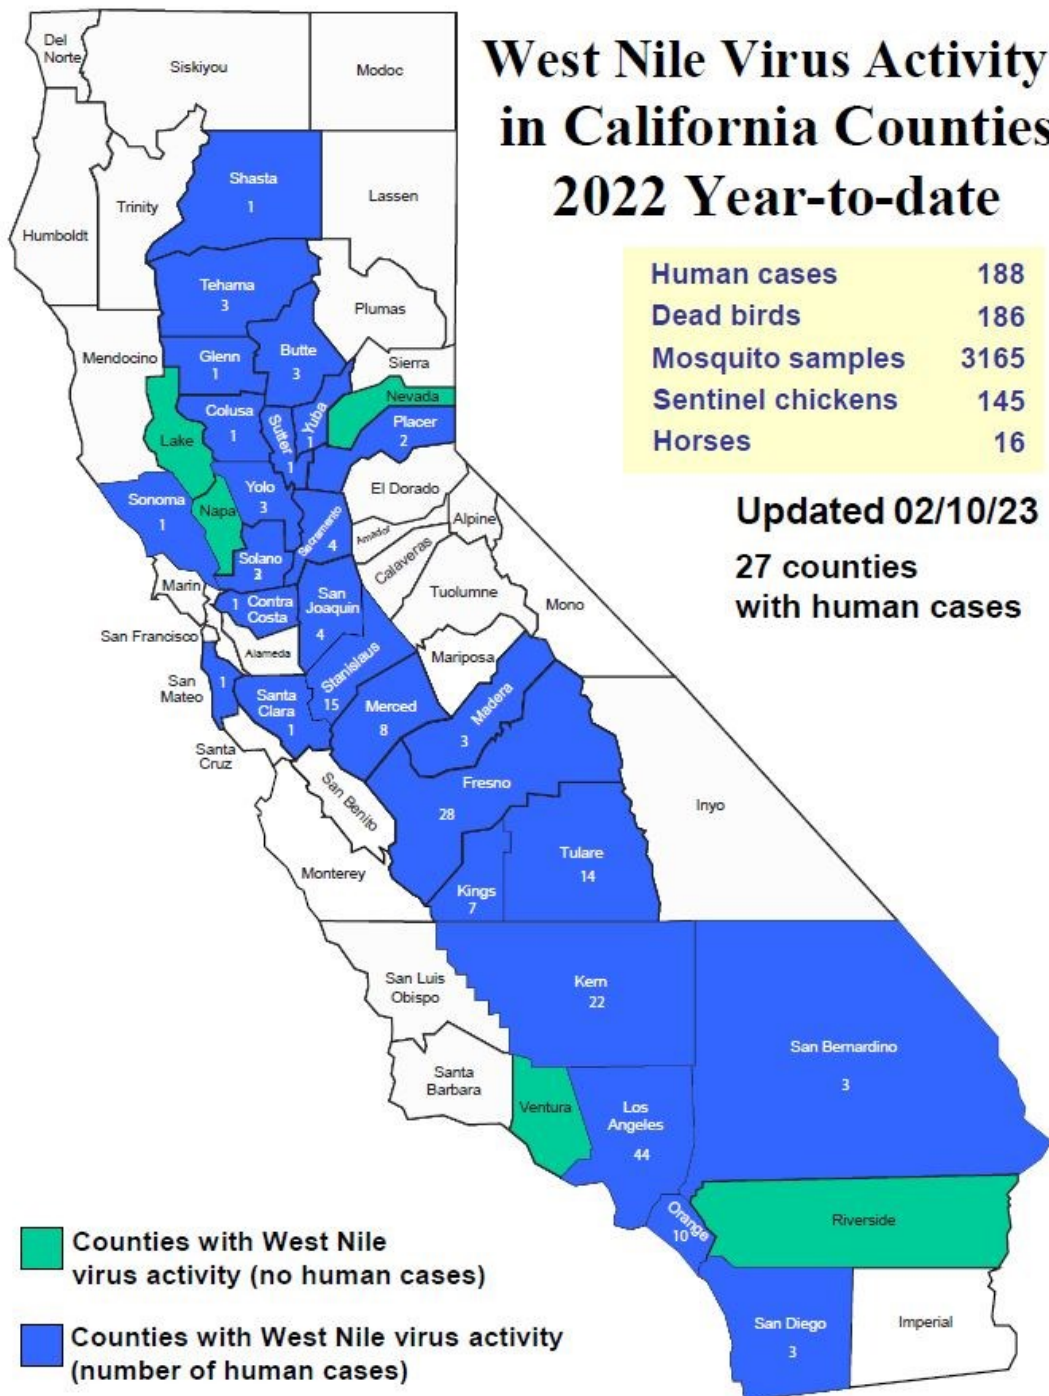 West Nile Virus Activity
in California Counties
2022 Year-to-date
Human cases 188
Dead birds 186
Mosquito samples 3165
Sentinel chickens 145
Horses 16
Updated 02/10/23
27 counties
with human cases
Del
Norte
Siskiyou
Modoc
Shasta
1
Lassen
Trinity
Humboldt
Tehama
3
Plumas
Mendocino
Glenn
1
Butte
3
Sierra
Nevada
Colusa
1
Sutter
1
Yuba
1
Placer
2
Lake
El Dorado
Yolo
3
Sonoma
1
Napa
Sacramento
4
Alpine
Amador
Solano
Calaveras
Marin
Tuolumne
Mono
1 Contra
Costa
San
Joaquin
4
San Francisco
Alameda
Mariposa
Stanislaus
15
San
Mateo
1
Santa
Clara
1
Merced
8
Madera
3
Santa
Cruz
San Benito
Fresno
28
Inyo
Monterey
Tulare
14
Kings
7
San Luis
Obispo
Kern
22
San Bernardino
3
Santa
Barbara
Ventura
Los
Angeles
44
Orange
10
Riverside
San Diego
3
Imperial
Counties with West Nile
virus activity (no human cases)
Counties with West Nile virus activity
(number of human cases)